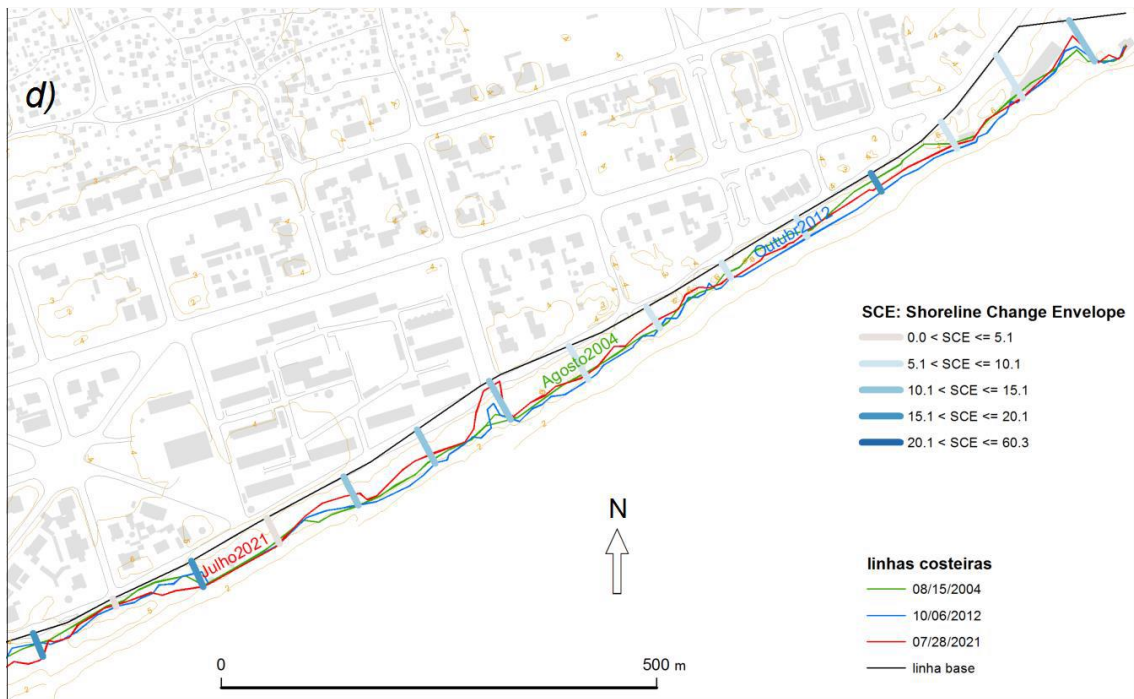 d)
Outubr2012
Agosto2004
Julho2021
SCE: Shoreline Change Envelope
0.0 < SCE <= 5.1
5.1 < SCE <= 10.1
10.1 < SCE <= 15.1
15.1 < SCE <= 20.1
20.1 < SCE <= 60.3
N
linhas costeiras
08/15/2004
10/06/2012
07/28/2021
linha base
0
500 m